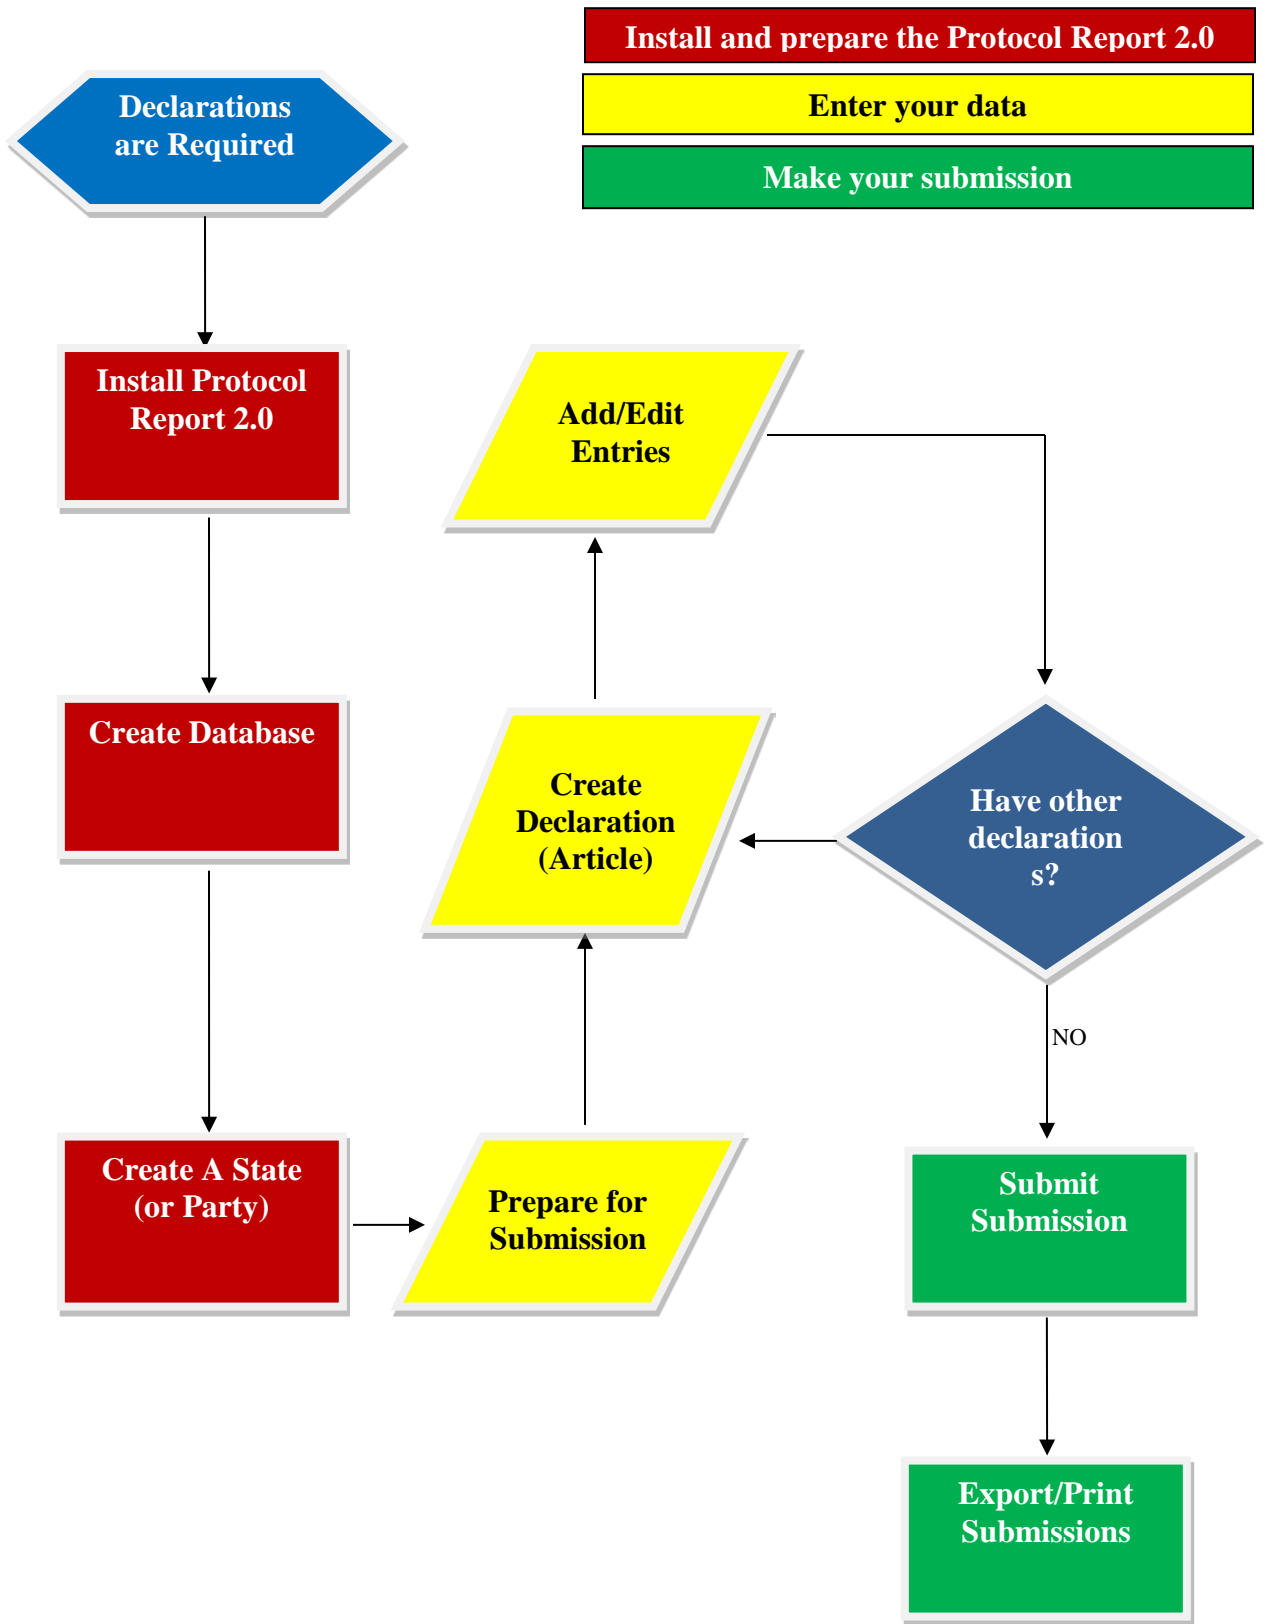 Install and prepare the Protocol Report 2.0
Enter your data
Make your submission
Declarations
are Required
Install Protocol
Report 2.0
Create Database
Create A State
(or Party)
Prepare for
Submission
Create
Declaration
(Article)
Add/Edit
Entries
Have other
declaration
s?
NO
Submit
Submission
Export/Print
Submissions